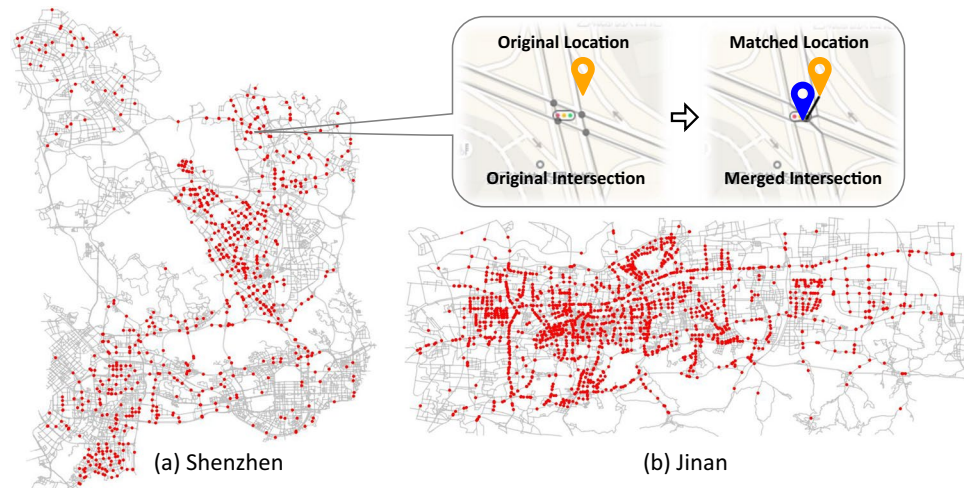 Original Location
Matched Location
Original Intersection
Merged Intersection
(a) Shenzhen
(b) Jinan